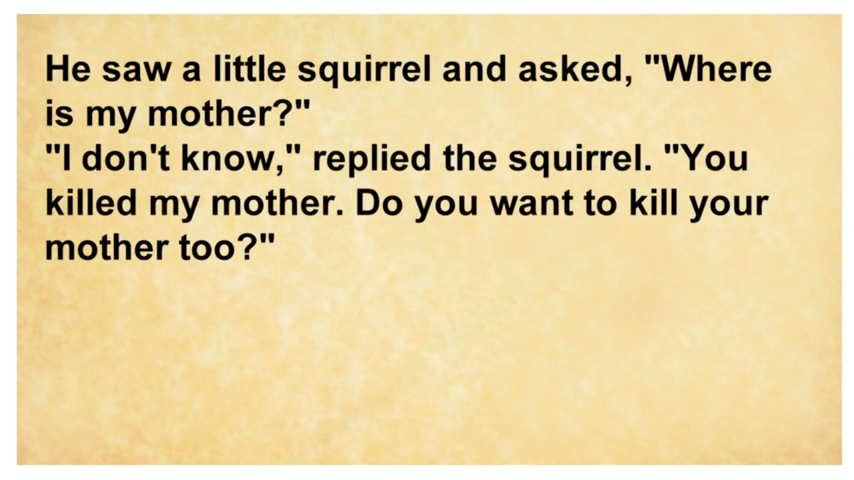 He saw a little squirrel and asked, "Where
is my mother?"
"I don't know," replied the squirrel. "You
killed my mother. Do you want to kill your
mother too?"